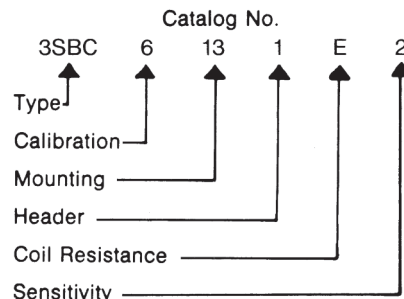 Catalog No.
3SBC 6 13 1 E 2
Type
Calibration
Mounting
Header
Coil Resistance
Sensitivity